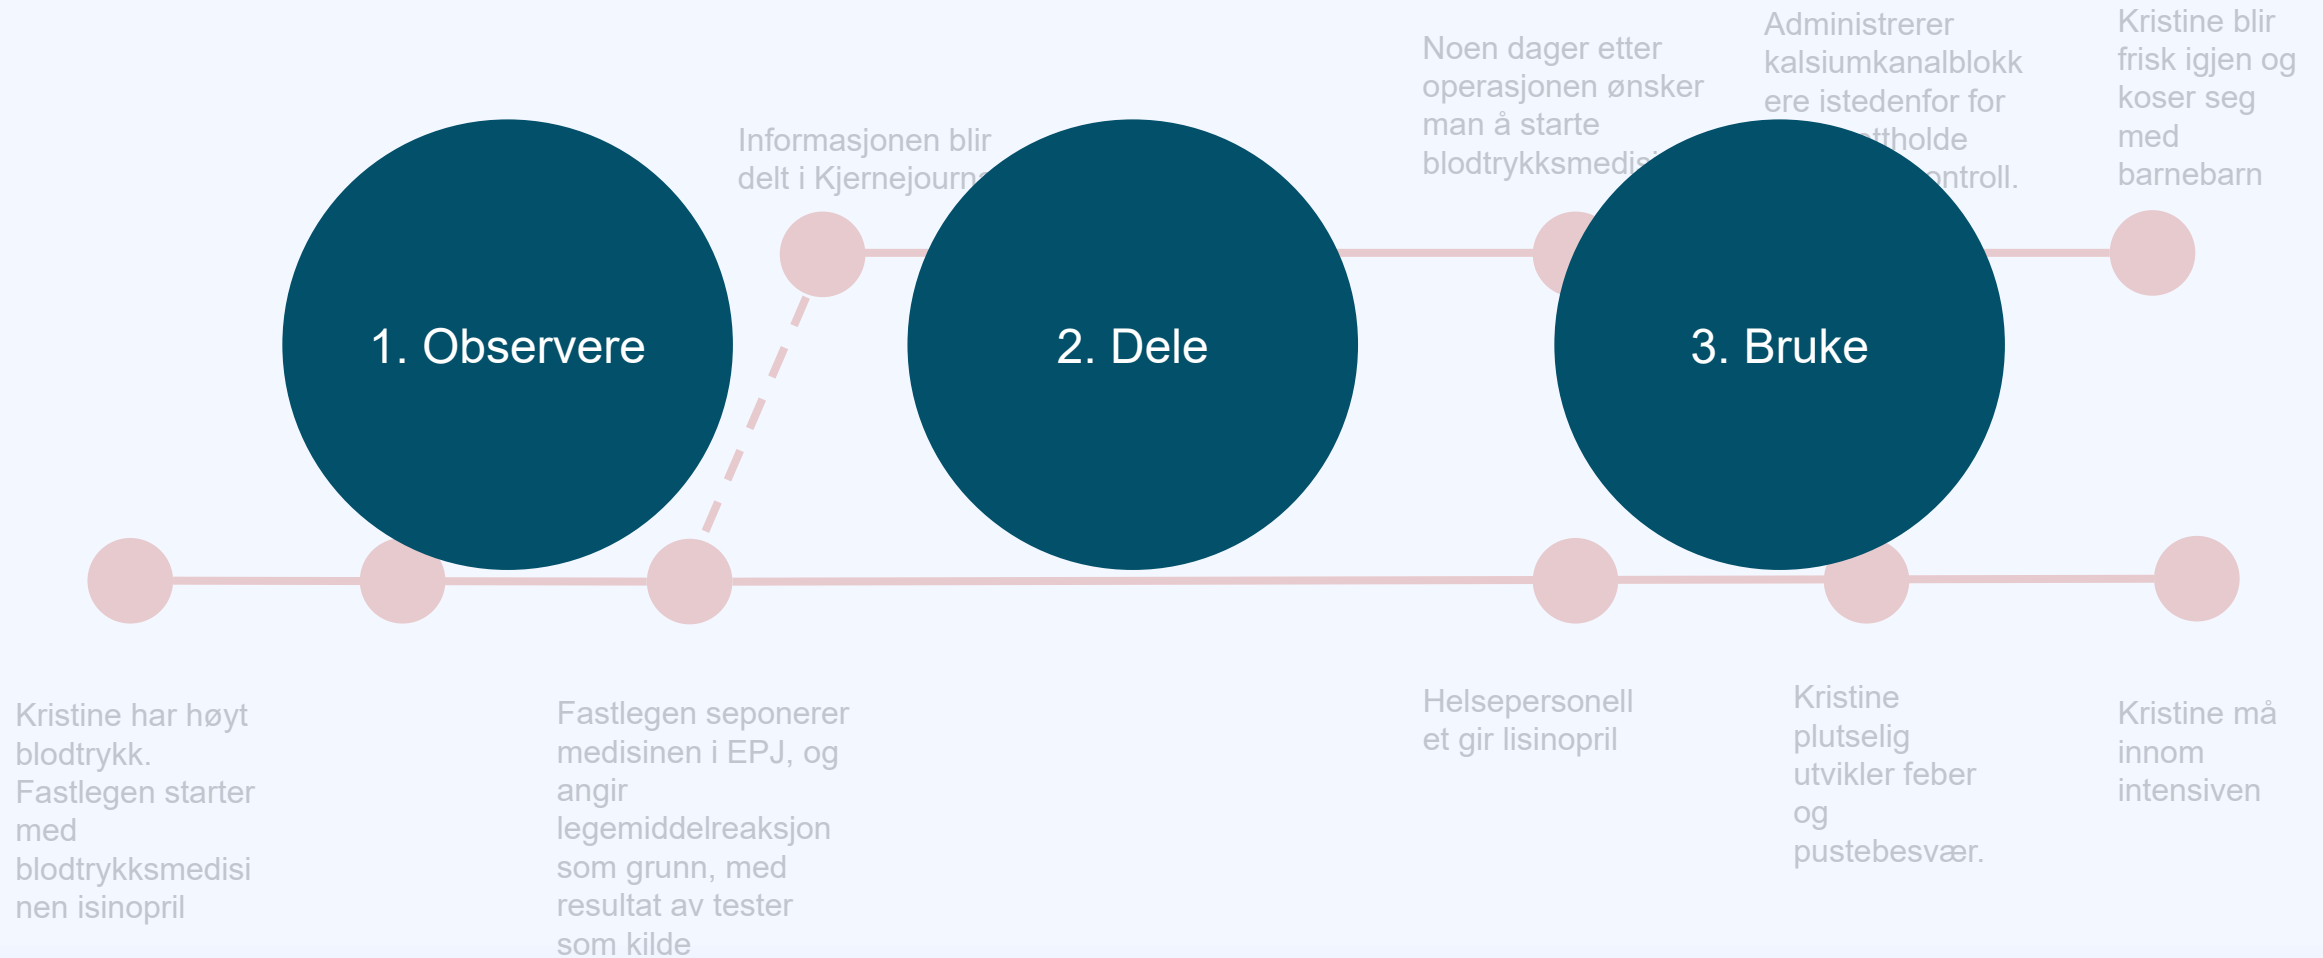 Informasjonen blir
delt i
Noen dager etter
operasjonen ønsker
man å starte
Administrerer
kalsiumkanalblokk
ere istedenfor for
Kristine blir
frisk igjen og
koser seg
med
barnebarn
1. Observere
2. Dele
3. Bruke
Kristine har høyt
blodtrykk.
Fastlegen starter
med
blodtrykksmedisi
nen isinopril
Fastlegen seponerer
medisinen i EPJ, og
angir
legemiddelreaksjon
som grunn, med
resultat av tester
som kilde
Helsepersonell
et gir lisinopril
Kristine
plutselig
utvikler feber
og
pustebesvær.
Kristine må
innom
intensiven